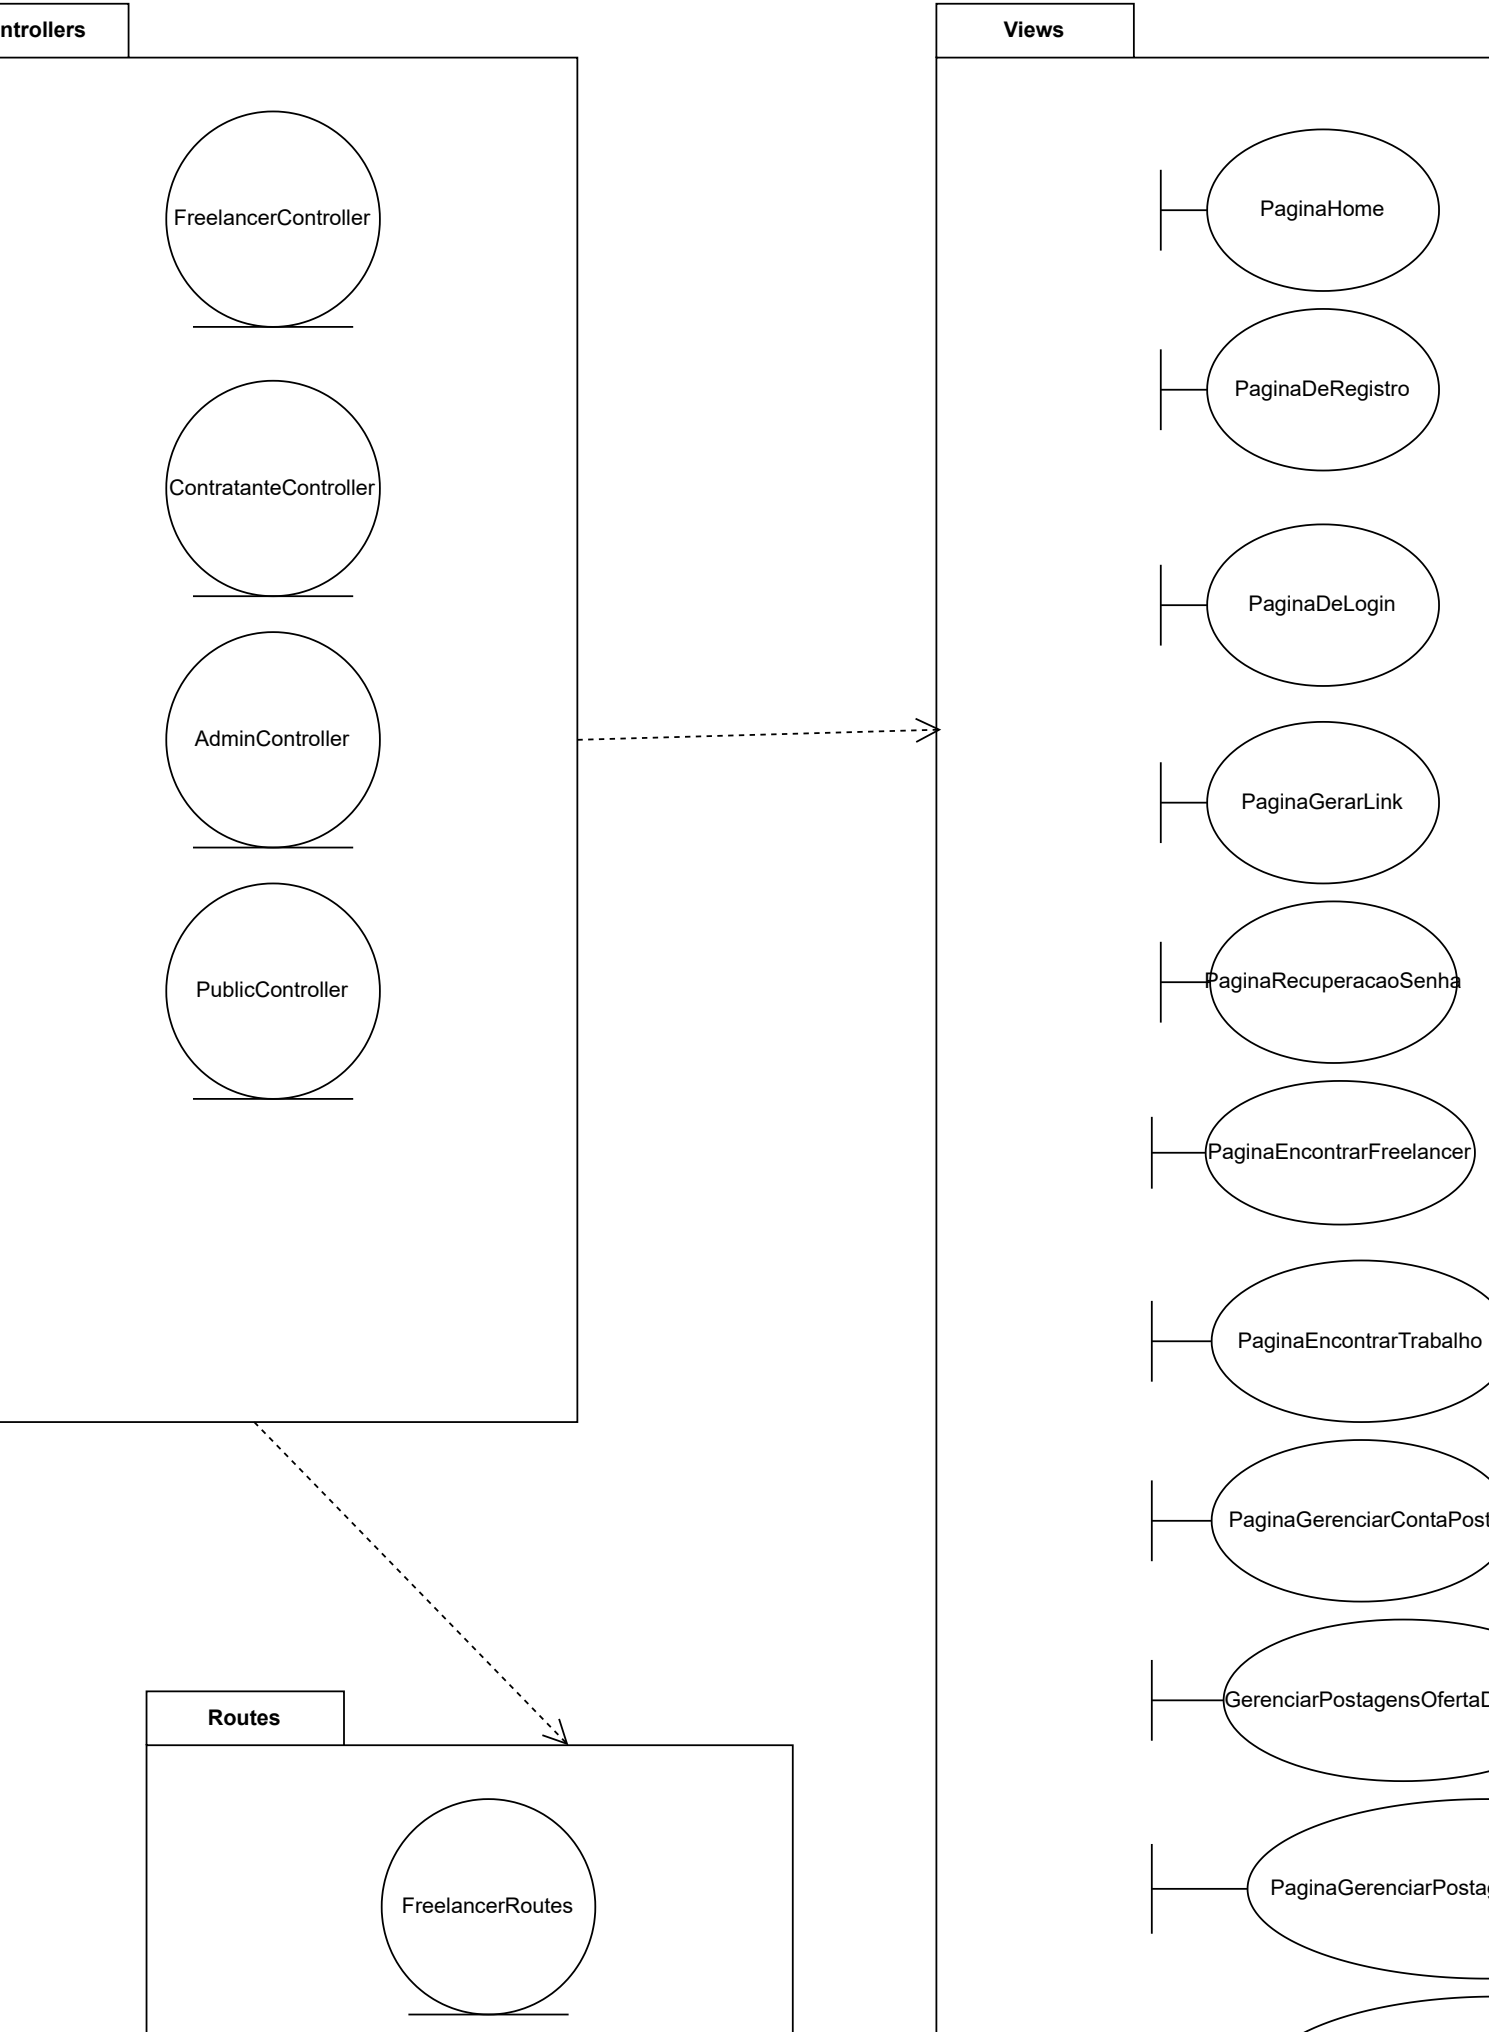 ntrollers
FreelancerController
ContratanteController
AdminController
PublicController
Views
PaginaHome
PaginaDeRegistro
PaginaDeLogin
PaginaGerarLink
PaginaRecuperacaoSenha
PaginaEncontrarFreelancer
PaginaEncontrarTrabalho
PaginaGerenciarContaPost
GerenciarPostagensOfertaD
PaginaGerenciarPostag
Routes
FreelancerRoutes